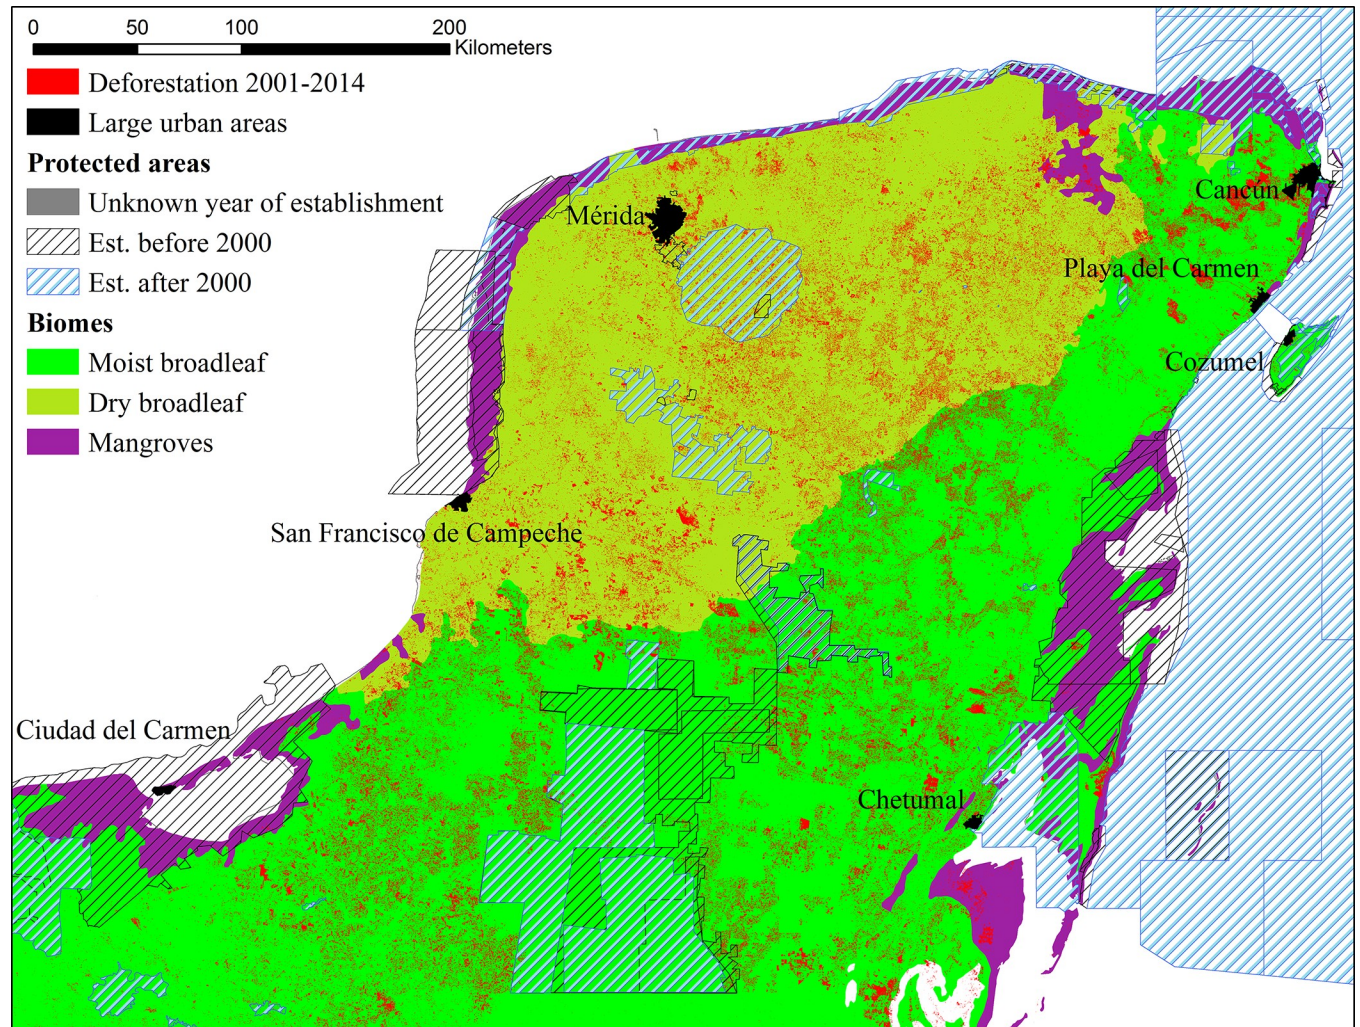 0 50 100 200
Kilometers
Deforestation 2001-2014
Large urban areas
Protected areas
Unknown year of establishment
Est. before 2000
Est. after 2000
Biomes
Moist broadleaf
Dry broadleaf
Mangroves
Mérida
Cancún
Playa del Carmen
Cozumel
San Francisco de Campeche
Ciudad del Carmen
Chetumal